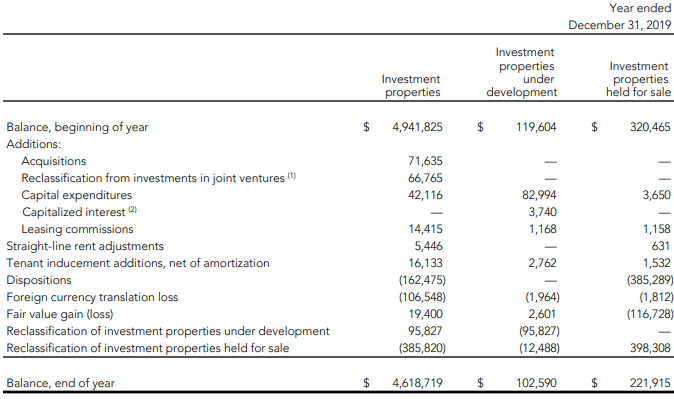 Year ended
December 31, 2019
Investment properties Investment properties under development Investment properties held for sale
Balance, beginning of year $ 4,941,825 $ 119,604 $ 320,465
Additions:
Acquisitions 71,635 — —
Reclassification from investments in joint ventures (1) 66,765 — —
Capital expenditures 42,116 82,994 3,650
Capitalized interest (2) — 3,740 —
Leasing commissions 14,415 1,168 1,158
Straight-line rent adjustments 5,446 — 631
Tenant inducement additions, net of amortization 16,133 2,762 1,532
Dispositions (162,475) — (385,289)
Foreign currency translation loss (106,548) (1,964) (1,812)
Fair value gain (loss) 19,400 2,601 (116,728)
Reclassification of investment properties under development 95,827 (95,827) —
Reclassification of investment properties held for sale (385,820) (12,488) 398,308
Balance, end of year $ 4,618,719 $ 102,590 $ 221,915